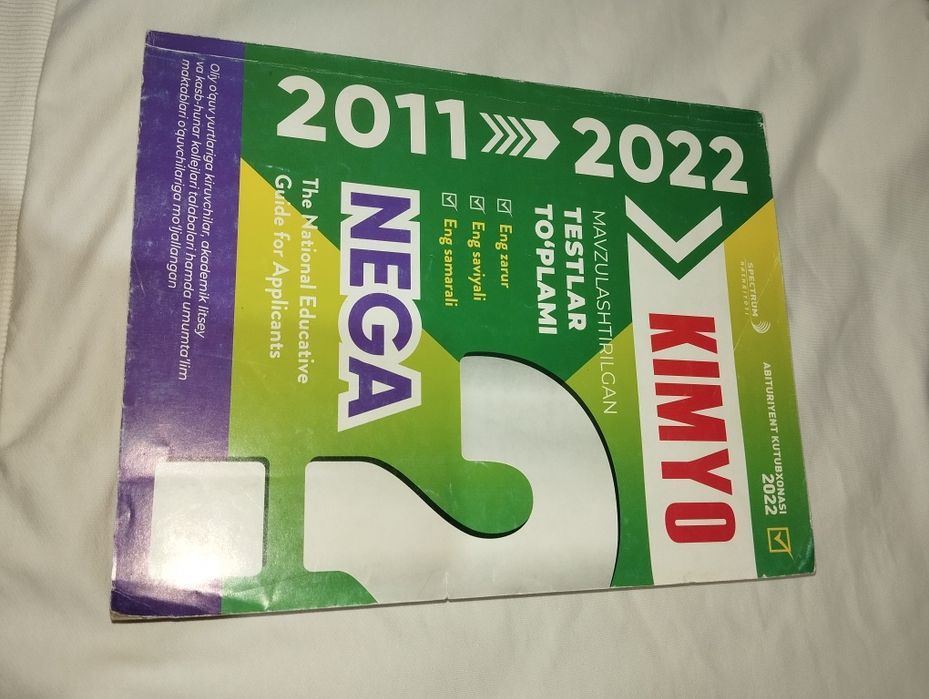 ABITURIYENT KUTUBXONASI
2022
SPECTRUM
NASHRIYOTI
KIMYO
2011 2022
MAVZULASHTIRILGAN
TESTLAR
TO‘PLAMI
Eng zarur
Eng saviyali
Eng samarali
NEGA
?
The National Educative
Guide for Applicants
Oliy o‘quv yurtlariga kiruvchilar, akademik litsey
va kasb-hunar kollejlari talabalari hamda umumta’lim
maktablari o‘quvchilariga mo‘ljallangan